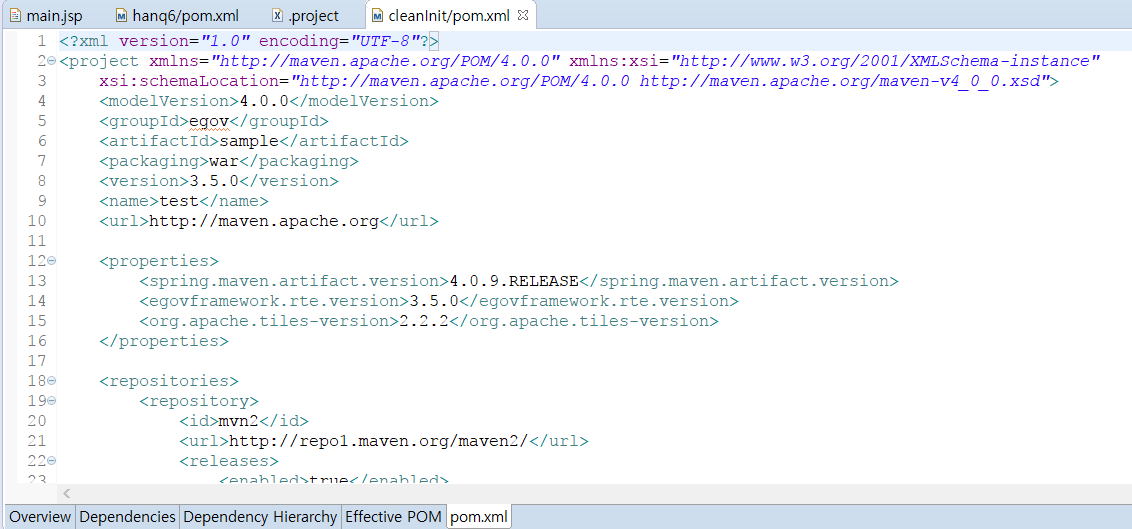 main.jsp hanq6/pom.xml .project cleanInit/pom.xml
1 <?xml version="1.0" encoding="UTF-8"?>
2 <project xmlns="http://maven.apache.org/POM/4.0.0" xmlns:xsi="http://www.w3.org/2001/XMLSchema-instance"
3 xsi:schemaLocation="http://maven.apache.org/POM/4.0.0 http://maven.apache.org/maven-v4_0_0.xsd">
4 <modelVersion>4.0.0</modelVersion>
5 <groupId>egov</groupId>
6 <artifactId>sample</artifactId>
7 <packaging>war</packaging>
8 <version>3.5.0</version>
9 <name>test</name>
10 <url>http://maven.apache.org</url>
11
12 <properties>
13 <spring.maven.artifact.version>4.0.9.RELEASE</spring.maven.artifact.version>
14 <egovframework.rte.version>3.5.0</egovframework.rte.version>
15 <org.apache.tiles-version>2.2.2</org.apache.tiles-version>
16 </properties>
17
18 <repositories>
19 <repository>
20 <id>mvn2</id>
21 <url>http://repo1.maven.org/maven2/</url>
22 <releases>
23 <enabled>true</enabled>
Overview Dependencies Dependency Hierarchy Effective POM pom.xml